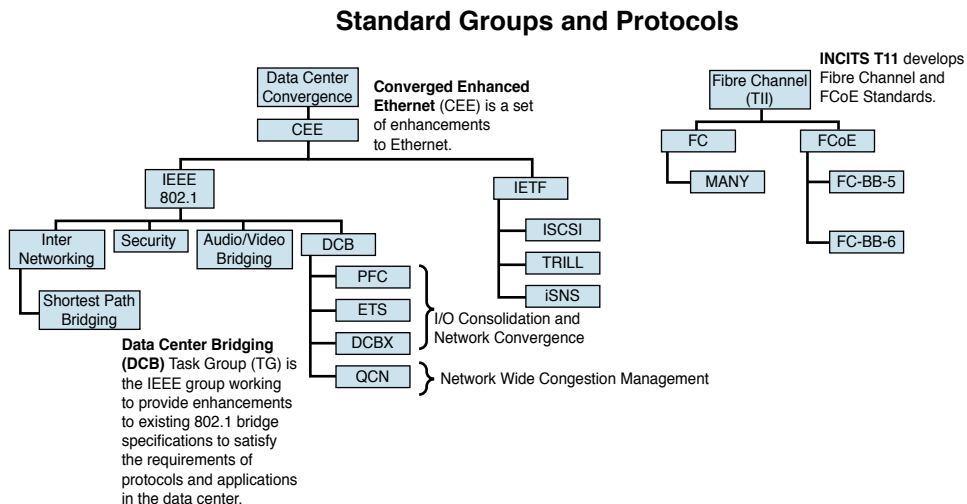 Standard Groups and Protocols
Data Center
Convergence
Converged Enhanced
Ethernet (CEE) is a set
of enhancements
to Ethernet.
CEE
IEEE
802.1
IETF
Inter
Networking
Security
Audio/Video
Bridging
DCB
Shortest Path
Bridging
PFC
ETS
DCBX
QCN
I/O Consolidation and
Network Convergence
Network Wide Congestion Management
ISCSI
TRILL
iSNS
Data Center Bridging
(DCB) Task Group (TG) is
the IEEE group working
to provide enhancements
to existing 802.1 bridge
specifications to satisfy
the requirements of
protocols and applications
in the data center.
Fibre Channel
(TII)
INCITS T11 develops
Fibre Channel and
FCoE Standards.
FC
MANY
FCoE
FC-BB-5
FC-BB-6